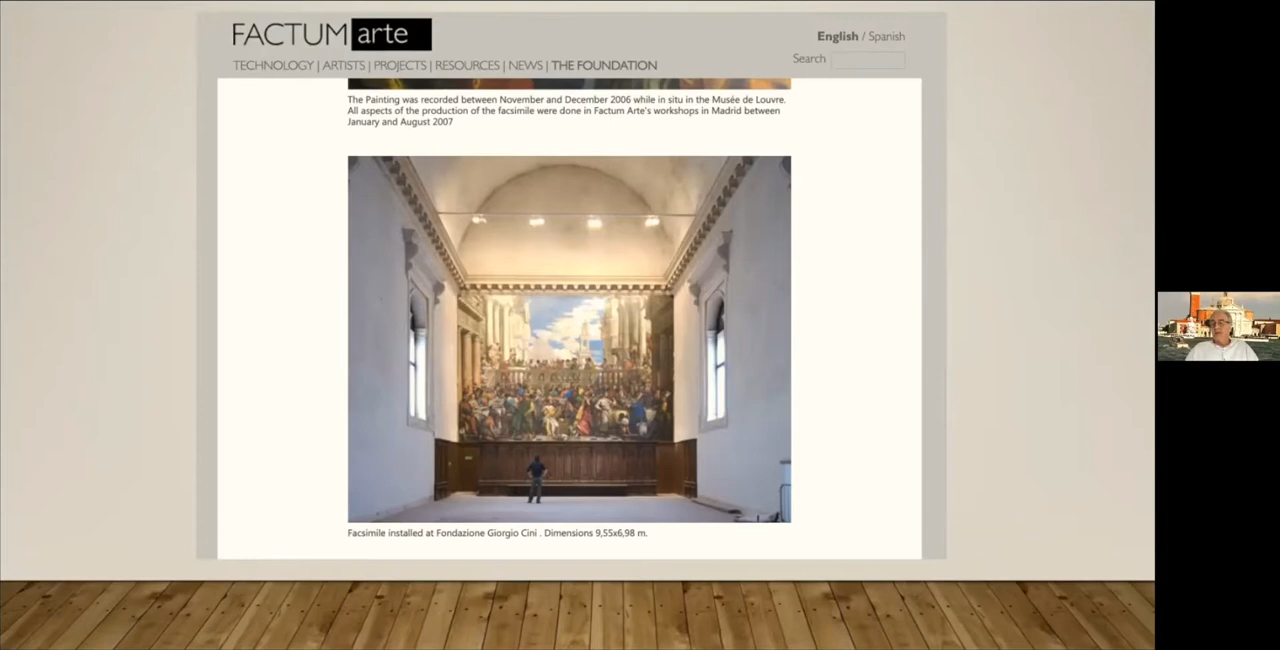 FACTUM arte
English / Spanish
Search
TECHNOLOGY | ARTISTS | PROJECTS | RESOURCES | NEWS | THE FOUNDATION
The Painting was recorded between November and December 2006 while in situ in the Musée de Louvre.
All aspects of the production of the facsimile were done in Factum Arte's workshops in Madrid between
January and August 2007
Facsimile installed at Fondazione Giorgio Cini . Dimensions 9,55x6,98 m.